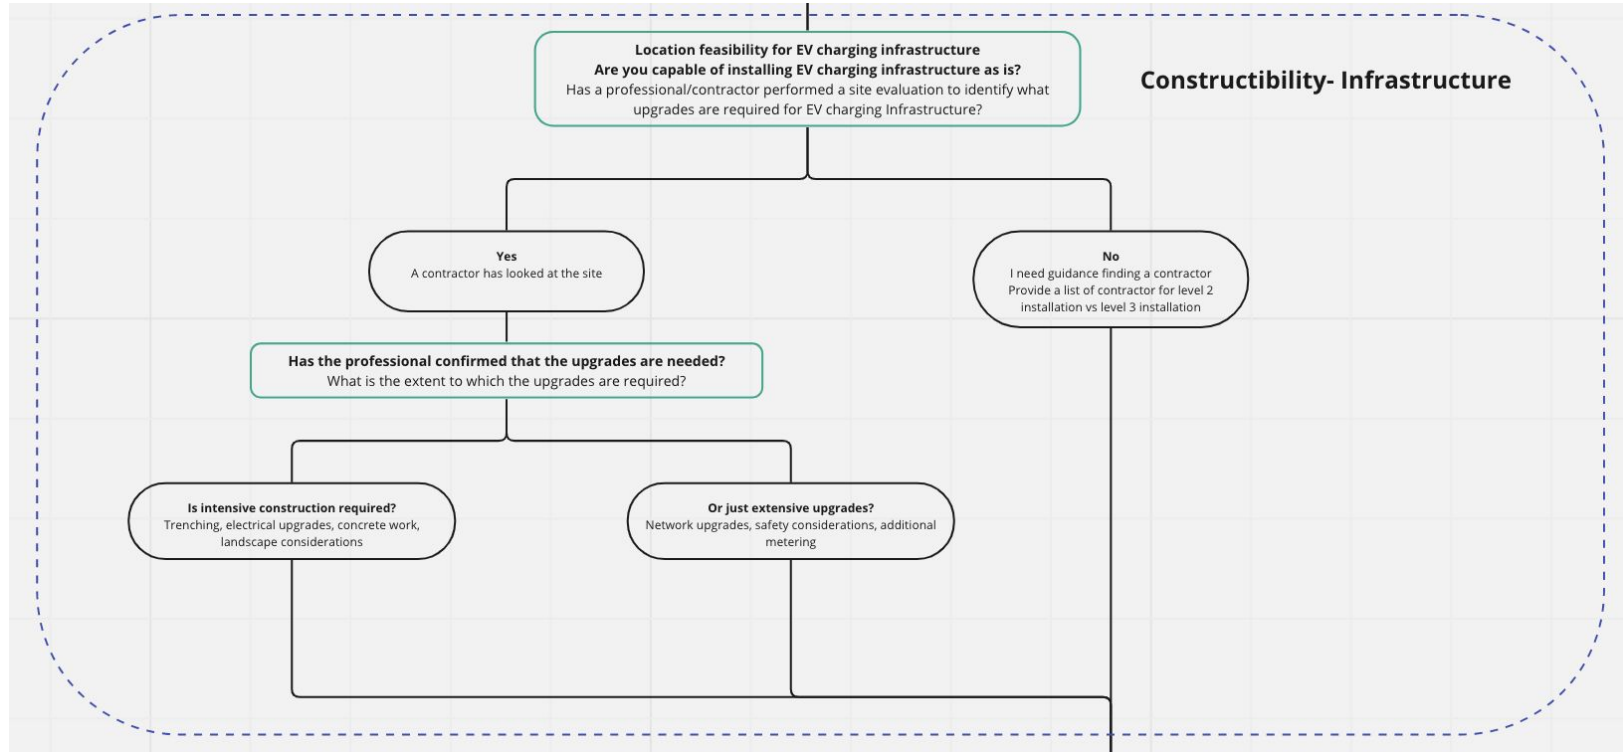 Location feasibility for EV charging infrastructure
Are you capable of installing EV charging infrastructure as is?
Has a professional/contractor performed a site evaluation to identify what
upgrades are required for EV charging Infrastructure?
Constructibility- Infrastructure
Yes
A contractor has looked at the site
No
I need guidance finding a contractor
Provide a list of contractor for level 2
installation vs level 3 installation
Has the professional confirmed that the upgrades are needed?
What is the extent to which the upgrades are required?
Is intensive construction required?
Trenching, electrical upgrades, concrete work,
landscape considerations
Or just extensive upgrades?
Network upgrades, safety considerations, additional
metering